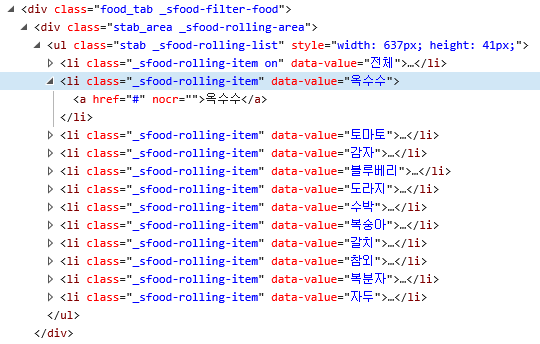 <div class="food_tab _sfood-filter-food">
<div class="stab_area _sfood-rolling-area">
<ul class="stab _sfood-rolling-list" style="width: 637px; height: 41px;">
<li class="_sfood-rolling-item on" data-value="전체">…</li>
<li class="_sfood-rolling-item" data-value="옥수수">
<a href="#" nocr="">옥수수</a>
</li>
<li class="_sfood-rolling-item" data-value="토마토">…</li>
<li class="_sfood-rolling-item" data-value="감자">…</li>
<li class="_sfood-rolling-item" data-value="블루베리">…</li>
<li class="_sfood-rolling-item" data-value="도라지">…</li>
<li class="_sfood-rolling-item" data-value="수박">…</li>
<li class="_sfood-rolling-item" data-value="복숭아">…</li>
<li class="_sfood-rolling-item" data-value="갈치">…</li>
<li class="_sfood-rolling-item" data-value="참외">…</li>
<li class="_sfood-rolling-item" data-value="복분자">…</li>
<li class="_sfood-rolling-item" data-value="자두">…</li>
</ul>
</div>